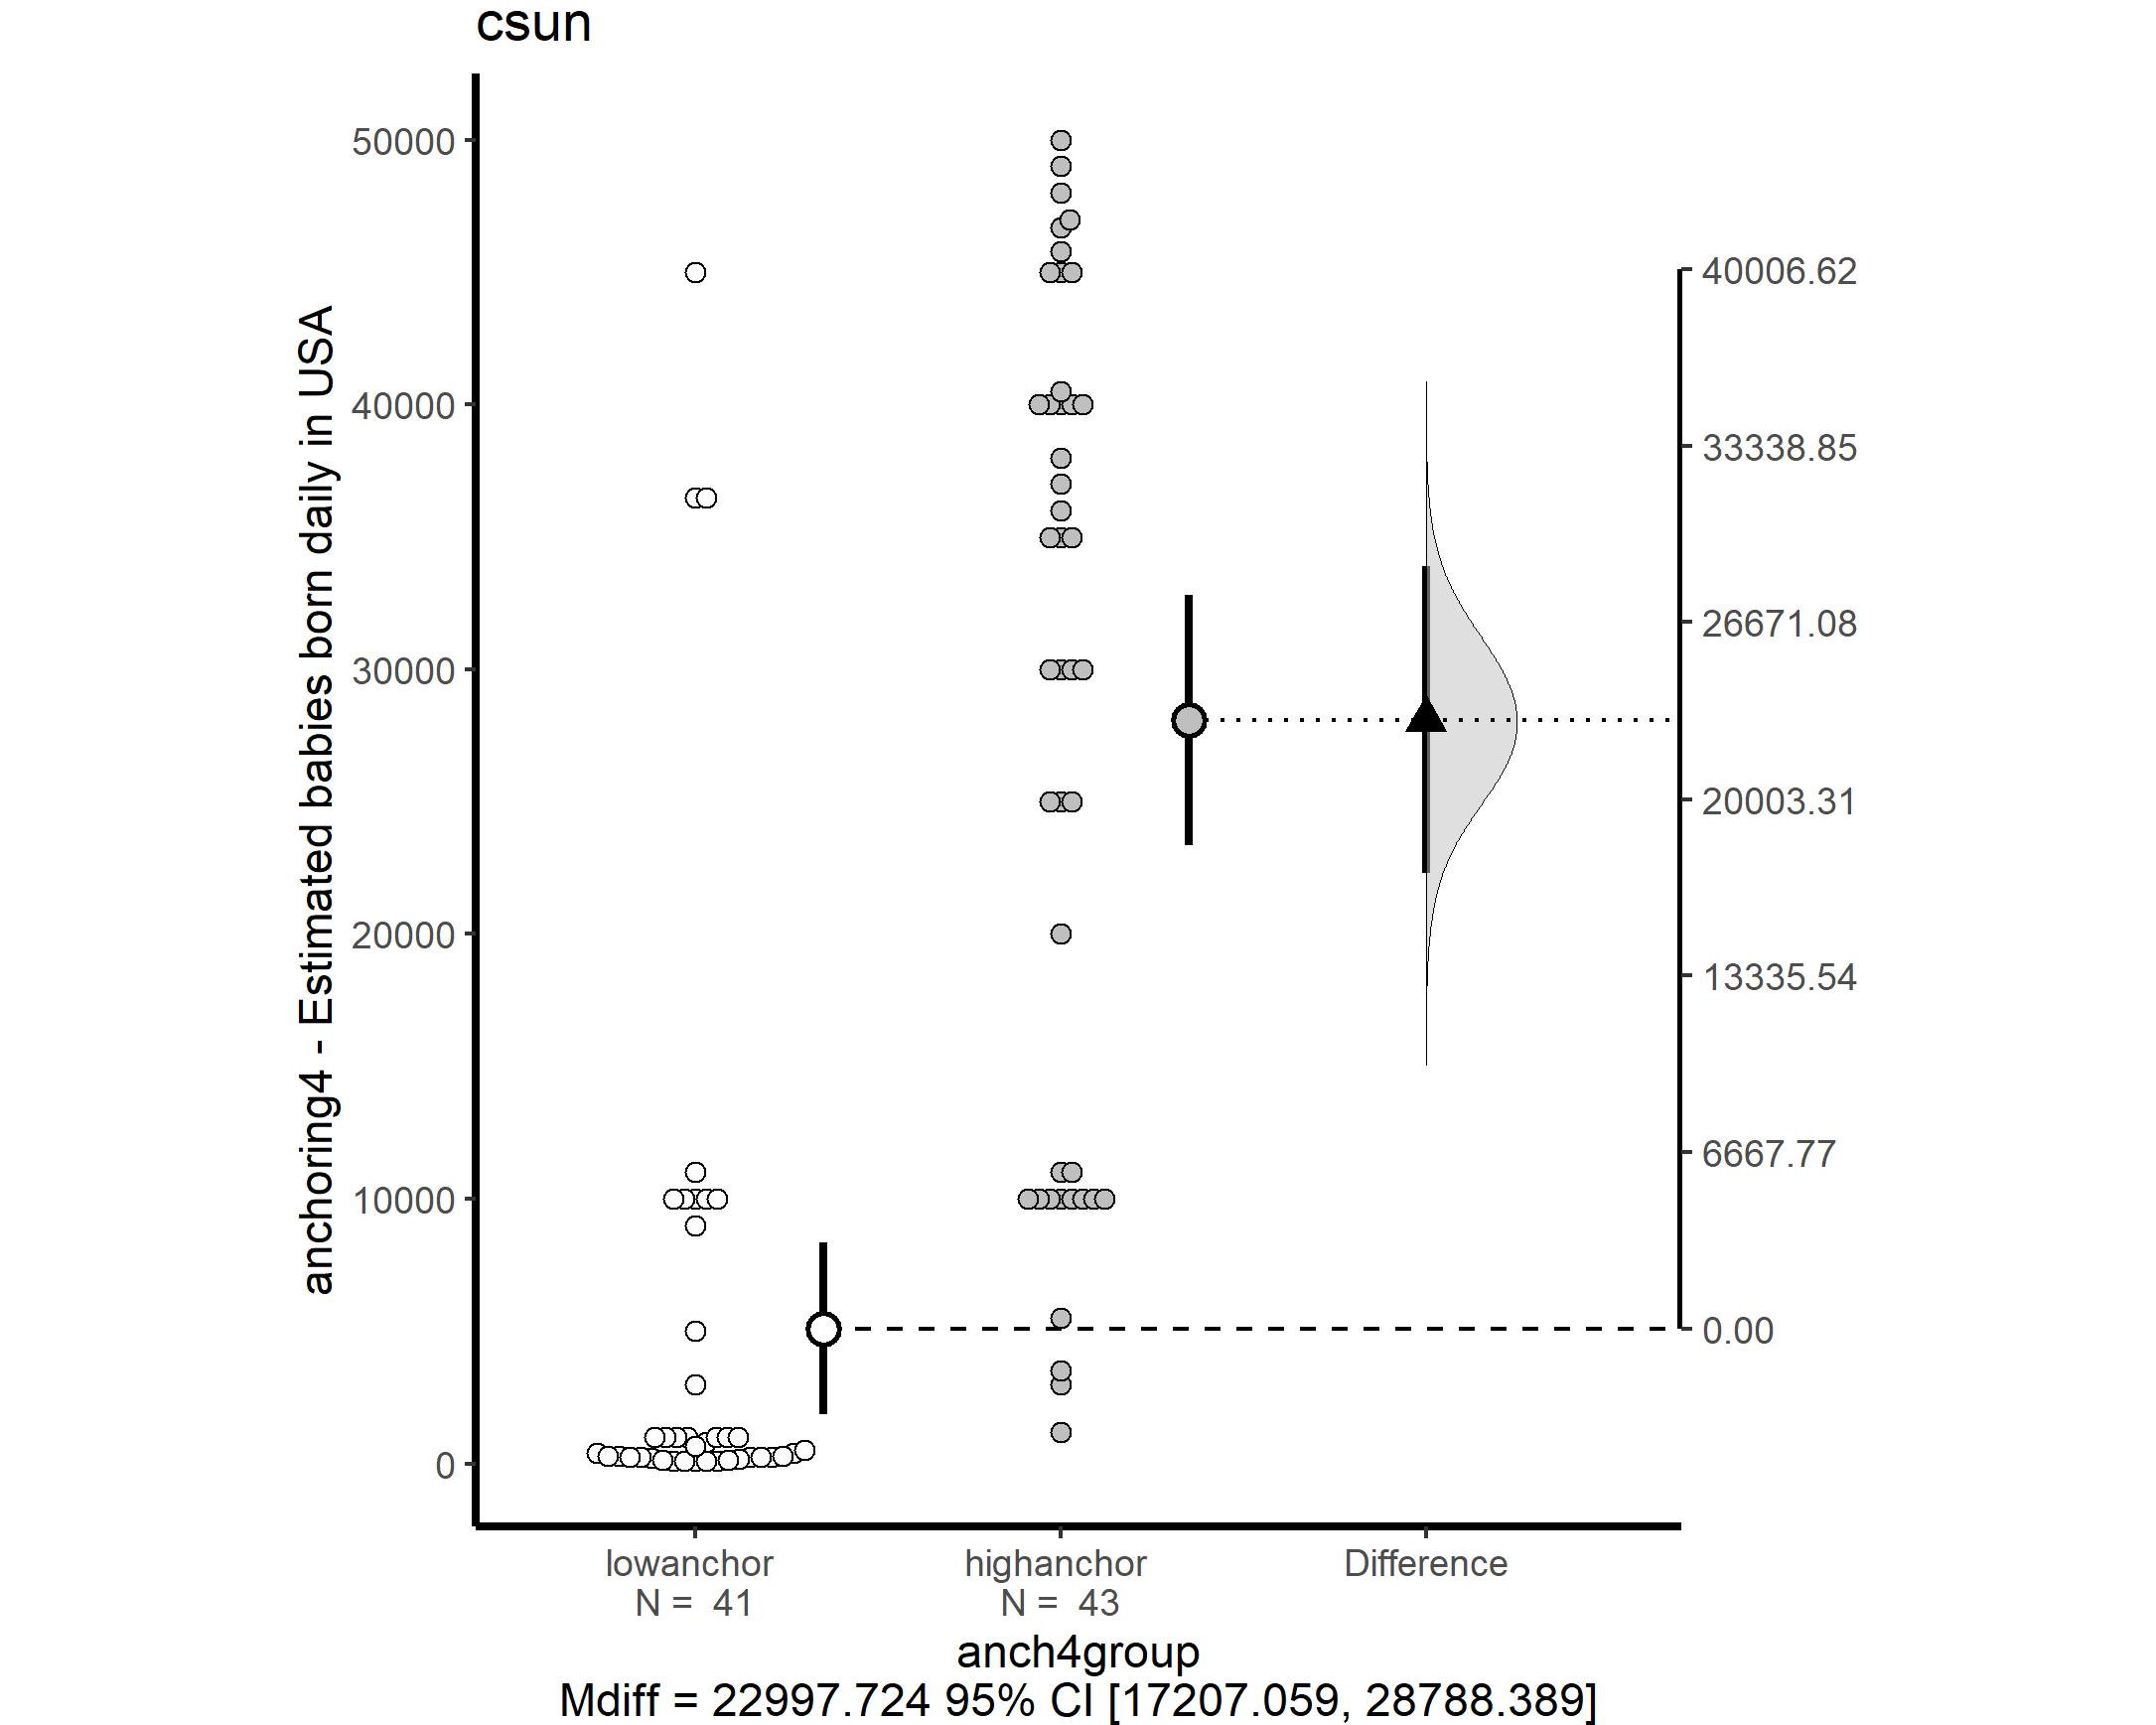 csun
anchoring4 - Estimated babies born daily in USA
50000
40000
30000
20000
10000
0
40006.62
33338.85
26671.08
20003.31
13335.54
6667.77
0.00
lowanchor
N =  41
highanchor
N =  43
Difference
anch4group
Mdiff = 22997.724 95% CI [17207.059, 28788.389]